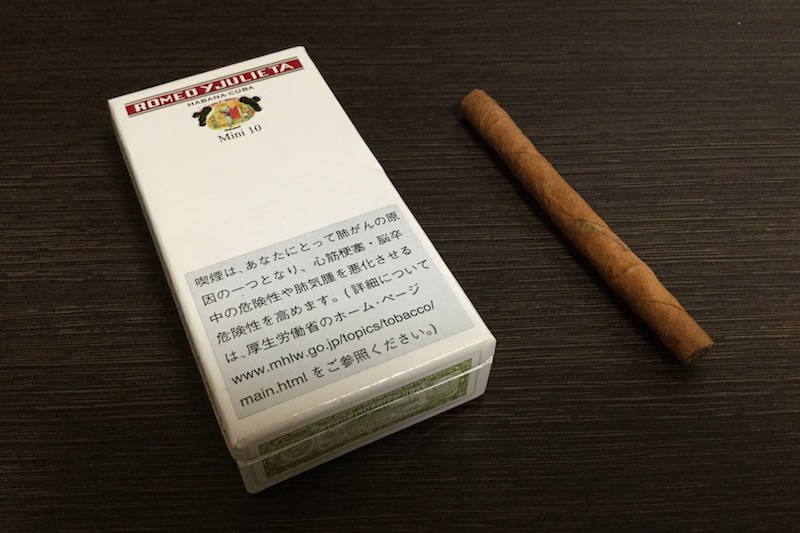 ROMEO Y JULIETA
HABANA·CUBA
Mini 10
喫煙は、あなたにとって肺がんの原
因の一つとなり、心筋梗塞・脳卒
中の危険性や肺気腫を悪化させる
危険性を高めます。(詳細について
は、厚生労働省のホーム・ページ
www.mhlw.go.jp/topics/tobacco/
main.html をご参照ください。)